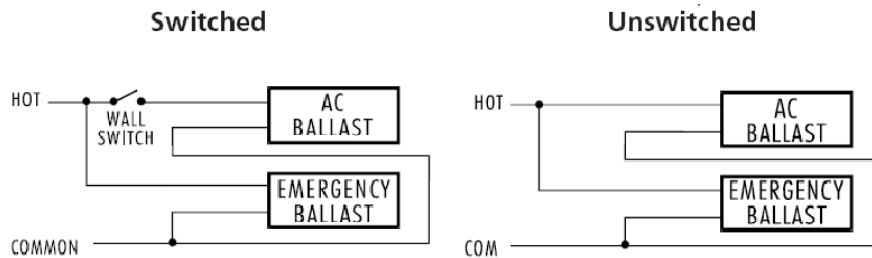 Switched
HOT
WALL
SWITCH
AC
BALLAST
EMERGENCY
BALLAST
COMMON
Unswitched
HOT
AC
BALLAST
EMERGENCY
BALLAST
COM